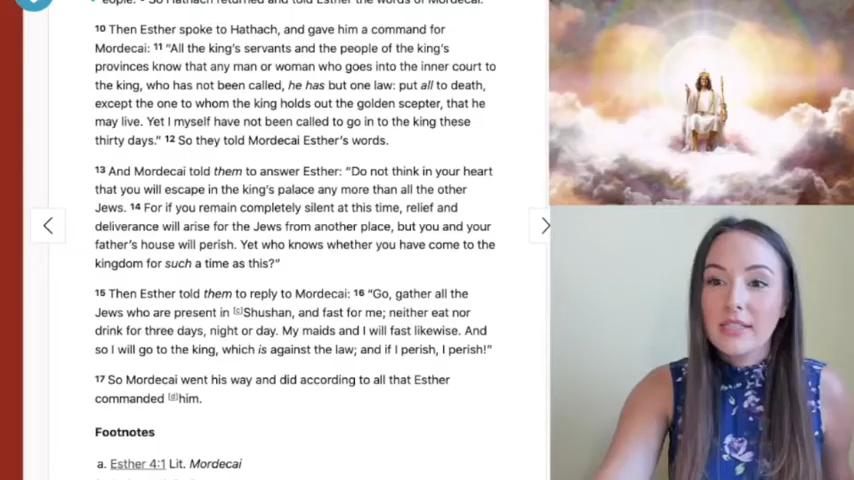 eople." So Hathach returned and told Esther the words of Mordecai.
10 Then Esther spoke to Hathach, and gave him a command for
Mordecai: 11 “All the king’s servants and the people of the king’s
provinces know that any man or woman who goes into the inner court to
the king, who has not been called, he has but one law: put all to death,
except the one to whom the king holds out the golden scepter, that he
may live. Yet I myself have not been called to go in to the king these
thirty days.” 12 So they told Mordecai Esther’s words.
13 And Mordecai told them to answer Esther: “Do not think in your heart
that you will escape in the king’s palace any more than all the other
Jews. 14 For if you remain completely silent at this time, relief and
deliverance will arise for the Jews from another place, but you and your
father’s house will perish. Yet who knows whether you have come to the
kingdom for such a time as this?”
15 Then Esther told them to reply to Mordecai: 16 “Go, gather all the
Jews who are present in [c]Shushan, and fast for me; neither eat nor
drink for three days, night or day. My maids and I will fast likewise. And
so I will go to the king, which is against the law; and if I perish, I perish!”
17 So Mordecai went his way and did according to all that Esther
commanded [d]him.
Footnotes
a. Esther 4:1 Lit. Mordecai